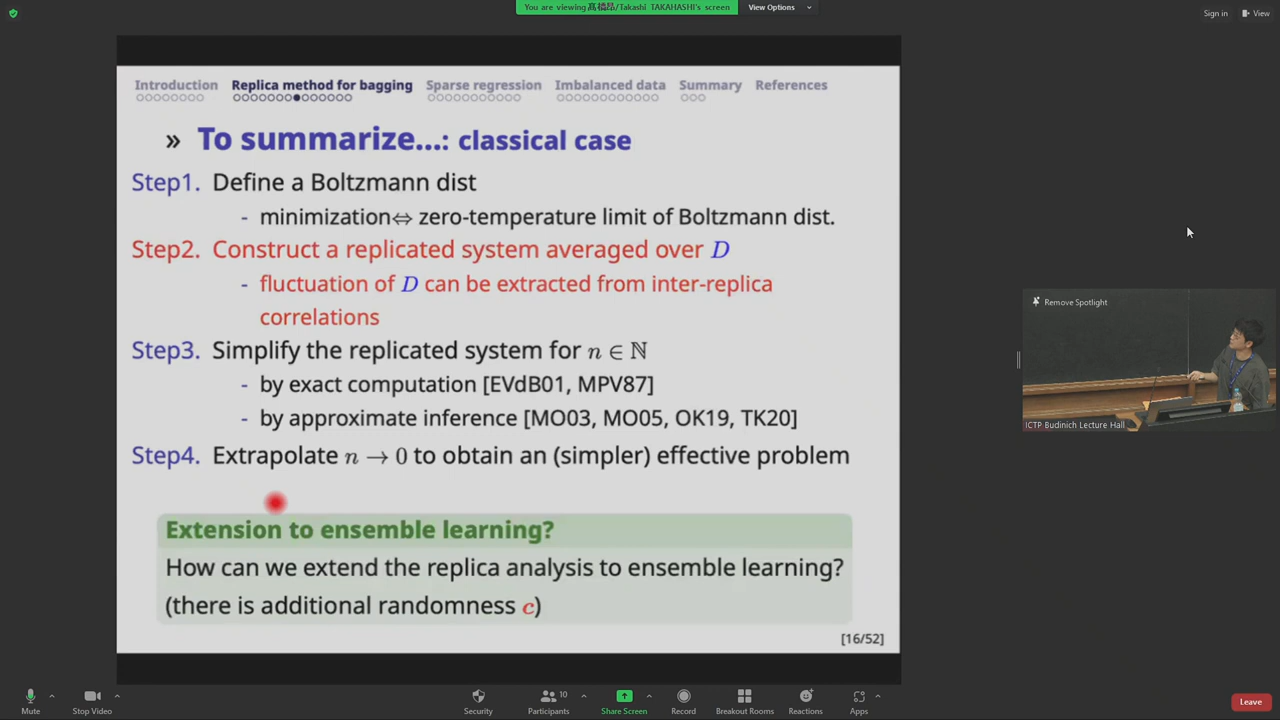 You are viewing 髙橋昂/Takashi TAKAHASHI's screen
View Options
Sign in
View
Introduction
Replica method for bagging
Sparse regression
Imbalanced data
Summary
References
» To summarize...: classical case
Step1. Define a Boltzmann dist
- minimization⇔ zero-temperature limit of Boltzmann dist.
Step2. Construct a replicated system averaged over D
- fluctuation of D can be extracted from inter-replica
correlations
Step3. Simplify the replicated system for n ∈ ℕ
- by exact computation [EVdB01, MPV87]
- by approximate inference [MO03, MO05, OK19, TK20]
Step4. Extrapolate n → 0 to obtain an (simpler) effective problem
Extension to ensemble learning?
How can we extend the replica analysis to ensemble learning?
(there is additional randomness c)
[16/52]
Remove Spotlight
ICTP Budinich Lecture Hall
Mute
Stop Video
Security
Participants
10
Share Screen
Record
Breakout Rooms
Reactions
Apps
Leave